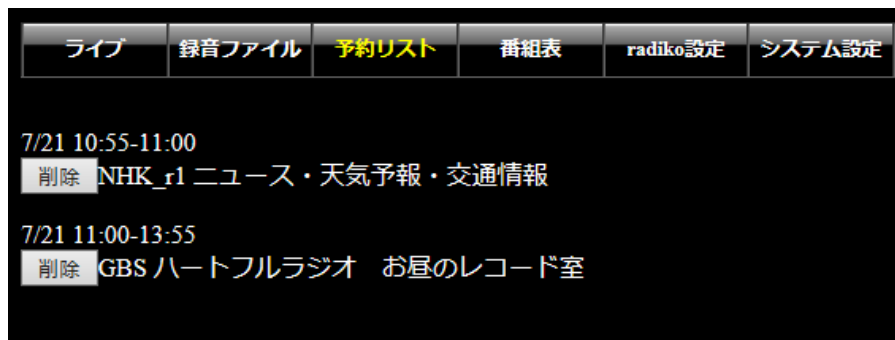 ライブ 録音ファイル 予約リスト 番組表 radiko設定 システム設定
7/21 10:55-11:00
削除 NHK_r1 ニュース・天気予報・交通情報
7/21 11:00-13:55
削除 GBS ハートフルラジオ　お昼のレコード室